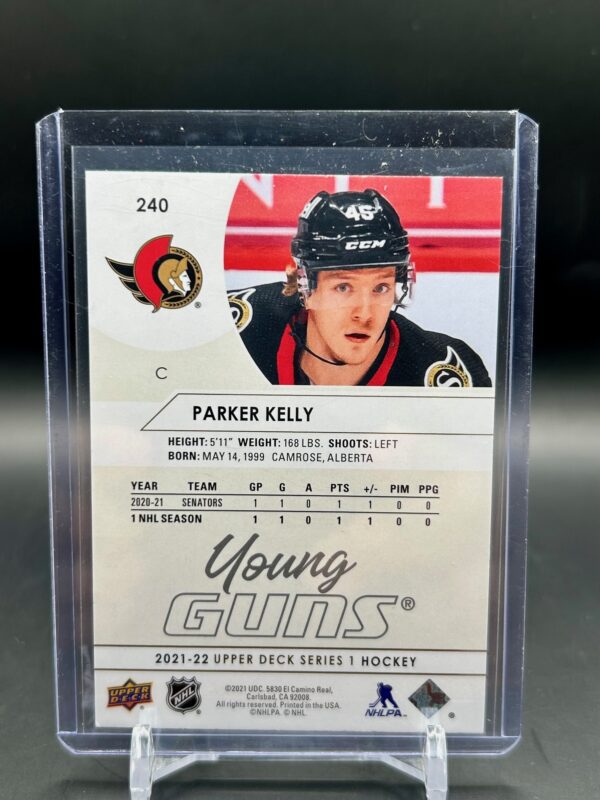 240
45
CCM
C
PARKER KELLY
HEIGHT: 5'11" WEIGHT: 168 LBS. SHOOTS: LEFT
BORN: MAY 14, 1999 CAMROSE, ALBERTA
YEAR TEAM GP G A PTS +/- PIM PPG
2020-21 SENATORS 1 1 0 1 1 0 0
1 NHL SEASON 1 1 0 1 1 0 0
Young
GUNS®
2021-22 UPPER DECK SERIES 1 HOCKEY
UPPER DECK
NHL
©2021 UDC. 5830 El Camino Real,
Carlsbad, CA 92008.
All rights reserved. Printed in the USA.
©NHLPA. © NHL
NHLPA